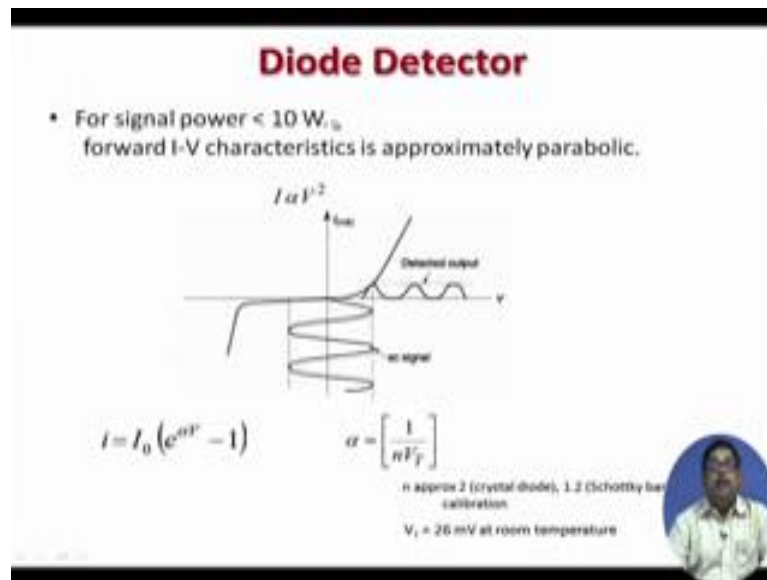 Diode Detector
• For signal power < 10 W.
forward I-V characteristics is approximately parabolic.
I α V²
Detected output
V
ac signal
i = I₀ (e^{αV} − 1)
α = [1 / nV_T]
n approx 2 (crystal diode), 1.2 (Schottky
calibration
V_t = 26 mV at room temperature